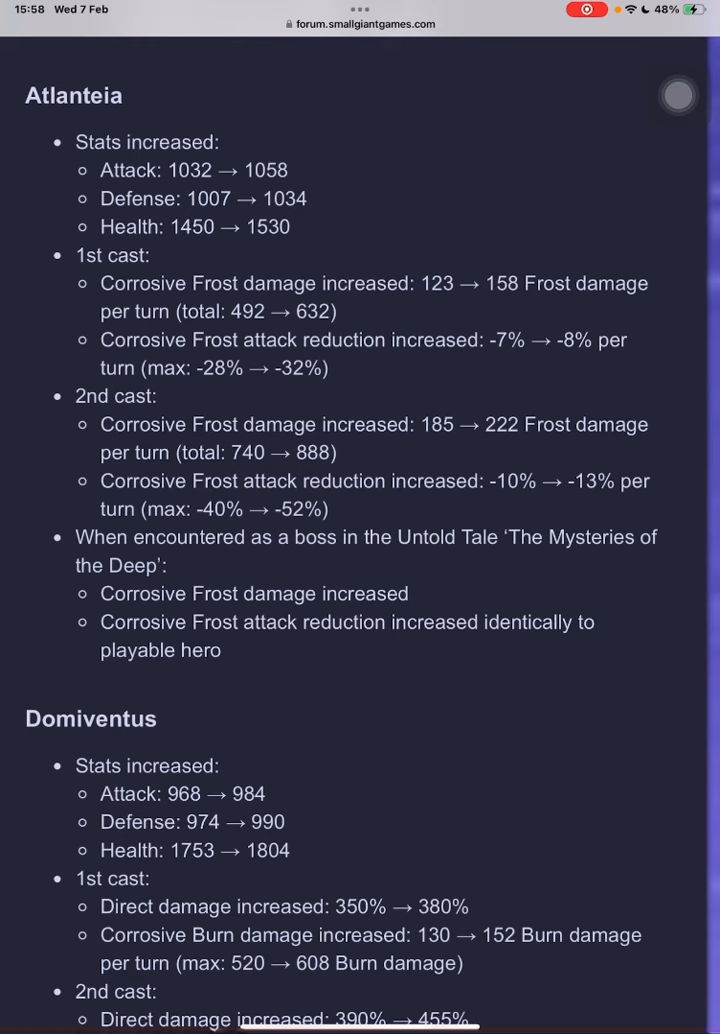 15:58 Wed 7 Feb
48%
forum.smallgiantgames.com
Atlanteia
• Stats increased:
○ Attack: 1032 → 1058
○ Defense: 1007 → 1034
○ Health: 1450 → 1530
• 1st cast:
○ Corrosive Frost damage increased: 123 → 158 Frost damage
per turn (total: 492 → 632)
○ Corrosive Frost attack reduction increased: -7% → -8% per
turn (max: -28% → -32%)
• 2nd cast:
○ Corrosive Frost damage increased: 185 → 222 Frost damage
per turn (total: 740 → 888)
○ Corrosive Frost attack reduction increased: -10% → -13% per
turn (max: -40% → -52%)
• When encountered as a boss in the Untold Tale ‘The Mysteries of
the Deep’:
○ Corrosive Frost damage increased
○ Corrosive Frost attack reduction increased identically to
playable hero
Domiventus
• Stats increased:
○ Attack: 968 → 984
○ Defense: 974 → 990
○ Health: 1753 → 1804
• 1st cast:
○ Direct damage increased: 350% → 380%
○ Corrosive Burn damage increased: 130 → 152 Burn damage
per turn (max: 520 → 608 Burn damage)
• 2nd cast:
○ Direct damage increased: 390% → 455%